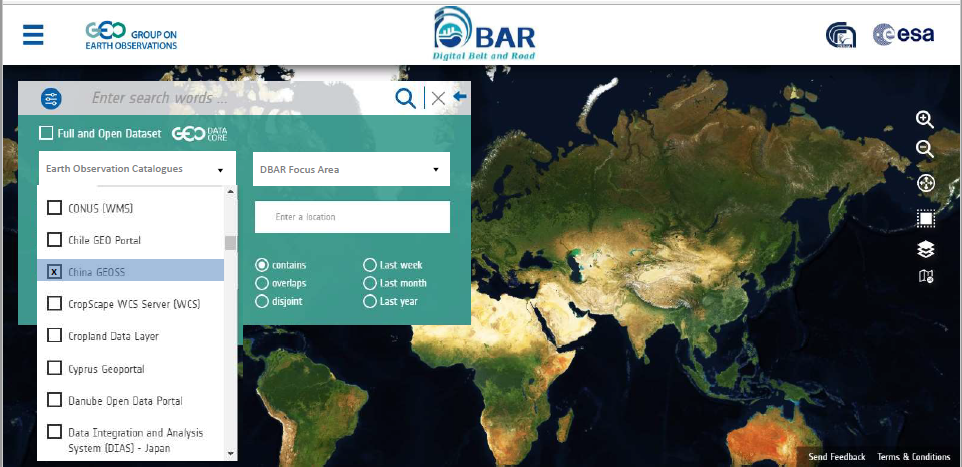 GEO GROUP ON
EARTH OBSERVATIONS
DBAR
Digital Belt and Road
esa
Enter search words ...
Full and Open Dataset
GEO DATA
CORE
Earth Observation Catalogues
DBAR Focus Area
CONUS (WMS)
Enter a location
Chile GEO Portal
x China GEOSS
contains
Last week
overlaps
Last month
disjoint
Last year
CropScape WCS Server (WCS)
Cropland Data Layer
Cyprus Geoportal
Danube Open Data Portal
Data Integration and Analysis
System (DIAS) - Japan
Send Feedback
Terms & Conditions